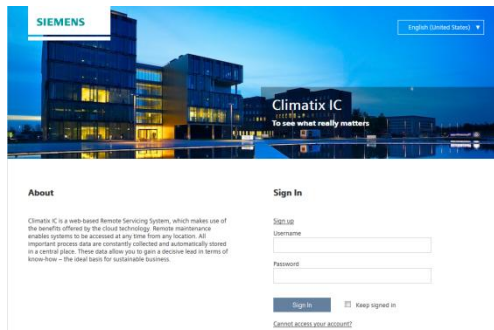 SIEMENS
English (United States)
Climatix IC
To see what really matters
About
Climatix IC is a web-based Remote Servicing System, which makes use of
the benefits offered by the cloud technology. Remote maintenance
enables systems to be accessed at any time from any location. All
important process data are constantly collected and automatically stored
in a central place. These data allow you to gain a decisive lead in terms of
know-how – the ideal basis for sustainable business.
Sign In
Sign up
Username
Password
Sign In
Keep signed in
Cannot access your account?